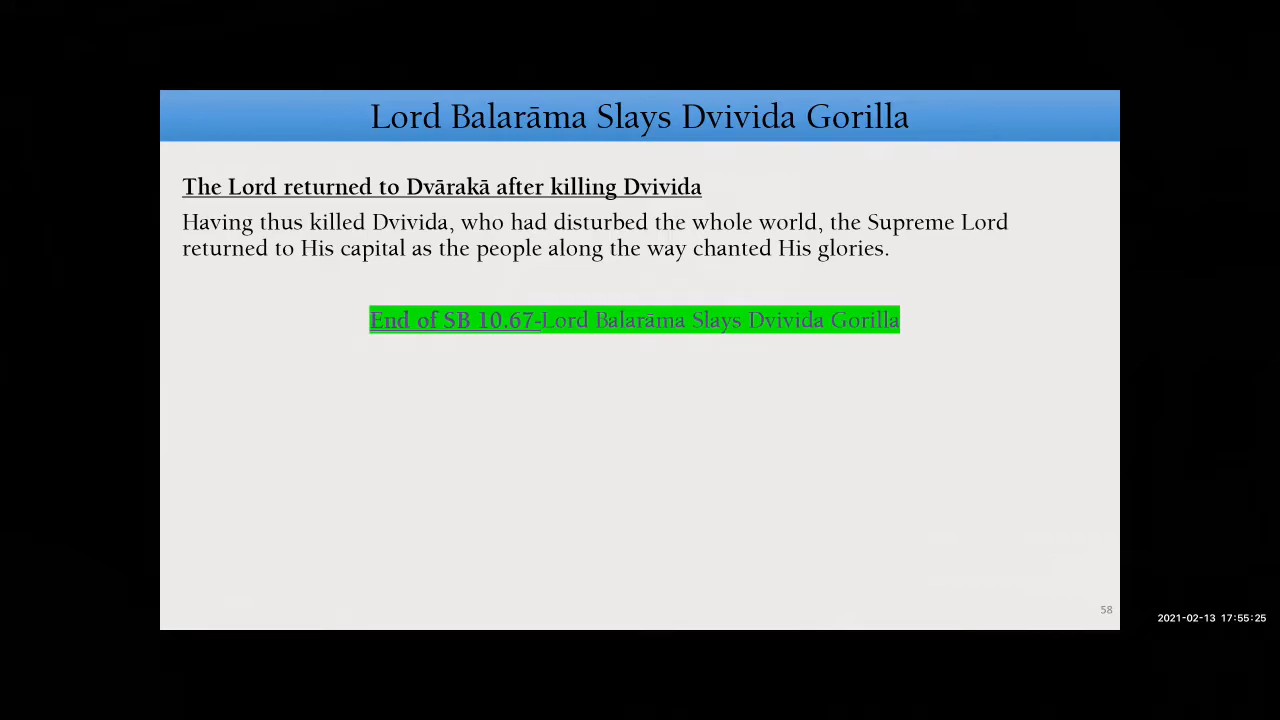 Lord Balarāma Slays Dvivida Gorilla
The Lord returned to Dvārakā after killing Dvivida
Having thus killed Dvivida, who had disturbed the whole world, the Supreme Lord
returned to His capital as the people along the way chanted His glories.
End of SB 10.67-Lord Balarāma Slays Dvivida Gorilla
58
2021-02-13 17:55:25